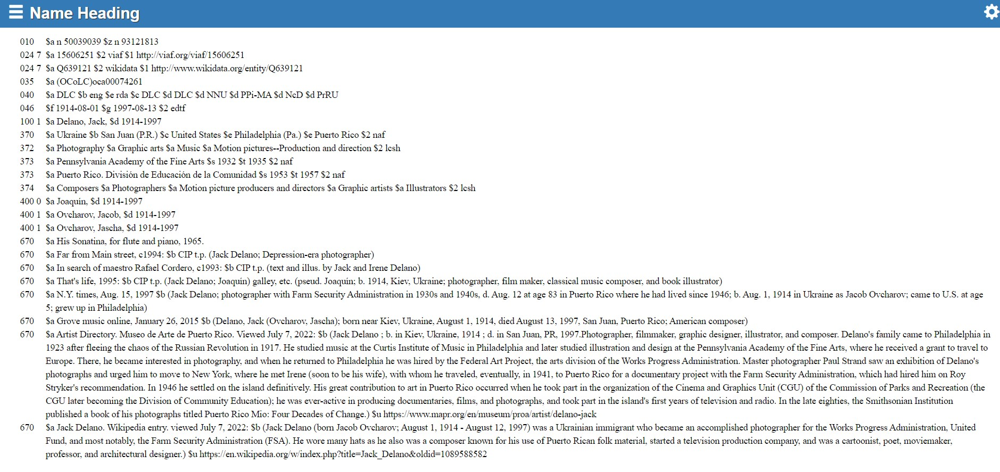 Name Heading
010 $a n 50039039 $z n 93121813
024 7 $a 15606251 $2 viaf $1 http://viaf.org/viaf/15606251
024 7 $a Q639121 $2 wikidata $1 http://www.wikidata.org/entity/Q639121
035 $a (OCoLC)oca00074261
040 $a DLC $b eng $e rda $c DLC $d DLC $d NNU $d PPi-MA $d NcD $d PrRU
046 $f 1914-08-01 $g 1997-08-13 $2 edtf
100 1 $a Delano, Jack, $d 1914-1997
370 $a Ukraine $b San Juan (P.R.) $c United States $e Philadelphia (Pa.) $e Puerto Rico $2 naf
372 $a Photography $a Graphic arts $a Music $a Motion pictures--Production and direction $2 lcsh
373 $a Pennsylvania Academy of the Fine Arts $s 1932 $t 1935 $2 naf
373 $a Puerto Rico. División de Educación de la Comunidad $s 1953 $t 1957 $2 naf
374 $a Composers $a Photographers $a Motion picture producers and directors $a Graphic artists $a Illustrators $2 lcsh
400 0 $a Joaquín, $d 1914-1997
400 1 $a Ovcharov, Jacob, $d 1914-1997
400 1 $a Ovcharov, Jascha, $d 1914-1997
670 $a His Sonatina, for flute and piano, 1965.
670 $a Far from Main street, c1994: $b CIP t.p. (Jack Delano; Depression-era photographer)
670 $a In search of maestro Rafael Cordero, c1993: $b CIP t.p. (text and illus. by Jack and Irene Delano)
670 $a That's life, 1995: $b CIP t.p. (Jack Delano; Joaquín) galley, etc. (pseud. Joaquín; b. 1914, Kiev, Ukraine; photographer, film maker, classical music composer, and book illustrator)
670 $a N.Y. times, Aug. 15, 1997 $b (Jack Delano; photographer with Farm Security Administration in 1930s and 1940s, d. Aug. 12 at age 83 in Puerto Rico where he had lived since 1946; b. Aug. 1, 1914 in Ukraine as Jacob Ovcharov; came to U.S. at age
5; grew up in Philadelphia)
670 $a Grove music online, January 26, 2015 $b (Delano, Jack (Ovcharov, Jascha); born near Kiev, Ukraine, August 1, 1914, died August 13, 1997, San Juan, Puerto Rico; American composer)
670 $a Artist Directory. Museo de Arte de Puerto Rico. Viewed July 7, 2022: $b (Jack Delano ; b. in Kiev, Ukraine, 1914 ; d. in San Juan, PR, 1997.Photographer, filmmaker, graphic designer, illustrator, and composer. Delano's family came to Philadelphia in
1923 after fleeing the chaos of the Russian Revolution in 1917. He studied music at the Curtis Institute of Music in Philadelphia and later studied illustration and design at the Pennsylvania Academy of the Fine Arts, where he received a grant to travel to
Europe. There, he became interested in photography, and when he returned to Philadelphia he was hired by the Federal Art Project, the arts division of the Works Progress Administration. Master photographer Paul Strand saw an exhibition of Delano's
photographs and urged him to move to New York, where he met Irene (soon to be his wife), with whom he traveled, eventually, in 1941, to Puerto Rico for a documentary project with the Farm Security Administration, which had hired him on Roy
Stryker's recommendation. In 1946 he settled on the island definitively. His great contribution to art in Puerto Rico occurred when he took part in the organization of the Cinema and Graphics Unit (CGU) of the Commission of Parks and Recreation (the
CGU later becoming the Division of Community Education); he was ever-active in producing documentaries, films, and photographs, and took part in the island's first years of television and radio. In the late eighties, the Smithsonian Institution
published a book of his photographs titled Puerto Rico Mio: Four Decades of Change.) $u https://www.mapr.org/en/museum/proa/artist/delano-jack
670 $a Jack Delano. Wikipedia entry. viewed July 7, 2022: $b (Jack Delano (born Jacob Ovcharov; August 1, 1914 - August 12, 1997) was a Ukrainian immigrant who became an accomplished photographer for the Works Progress Administration, United
Fund, and most notably, the Farm Security Administration (FSA). He wore many hats as he also was a composer known for his use of Puerto Rican folk material, started a television production company, and was a cartoonist, poet, moviemaker,
professor, and architectural designer.) $u https://en.wikipedia.org/w/index.php?title=Jack_Delano&oldid=1089588582